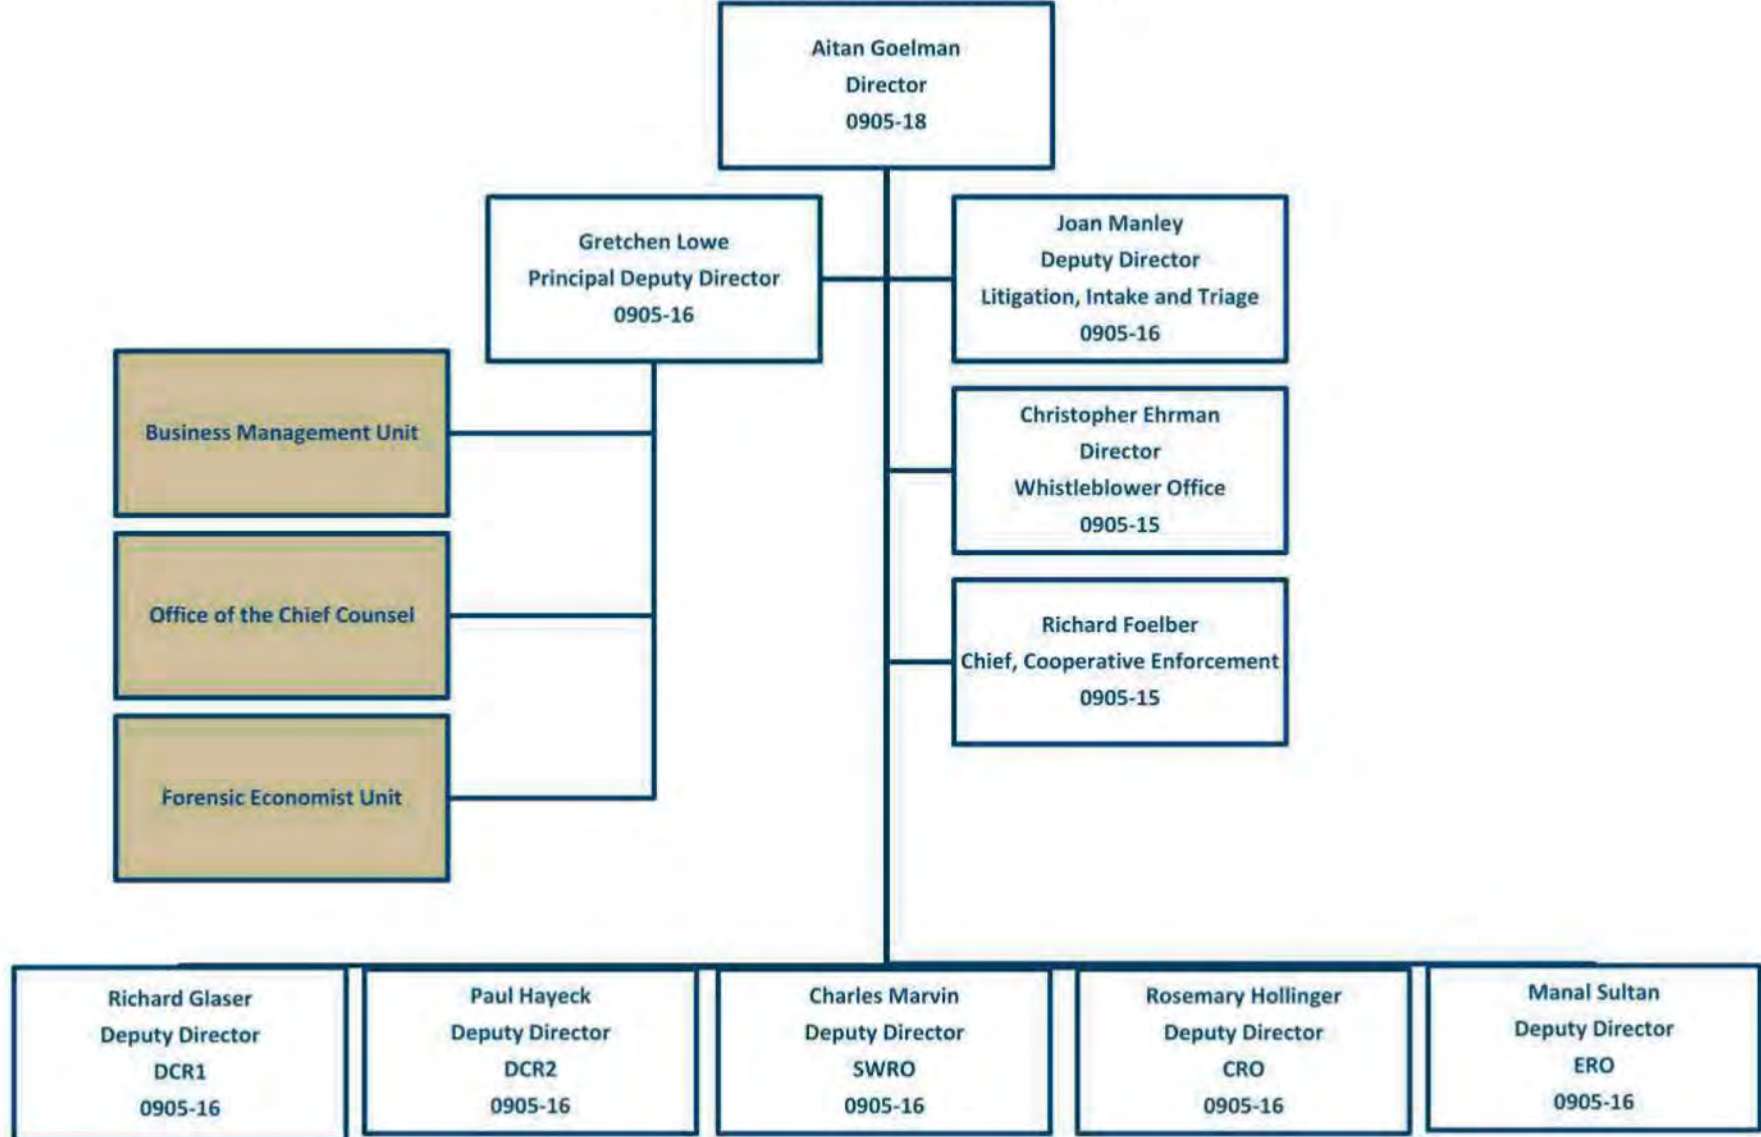 Aitan Goelman
Director
0905-18
Gretchen Lowe
Principal Deputy Director
0905-16
Joan Manley
Deputy Director
Litigation, Intake and Triage
0905-16
Business Management Unit
Christopher Ehrman
Director
Whistleblower Office
0905-15
Office of the Chief Counsel
Richard Foelber
Chief, Cooperative Enforcement
0905-15
Forensic Economist Unit
Richard Glaser
Deputy Director
DCR1
0905-16
Paul Hayeck
Deputy Director
DCR2
0905-16
Charles Marvin
Deputy Director
SWRO
0905-16
Rosemary Hollinger
Deputy Director
CRO
0905-16
Manal Sultan
Deputy Director
ERO
0905-16